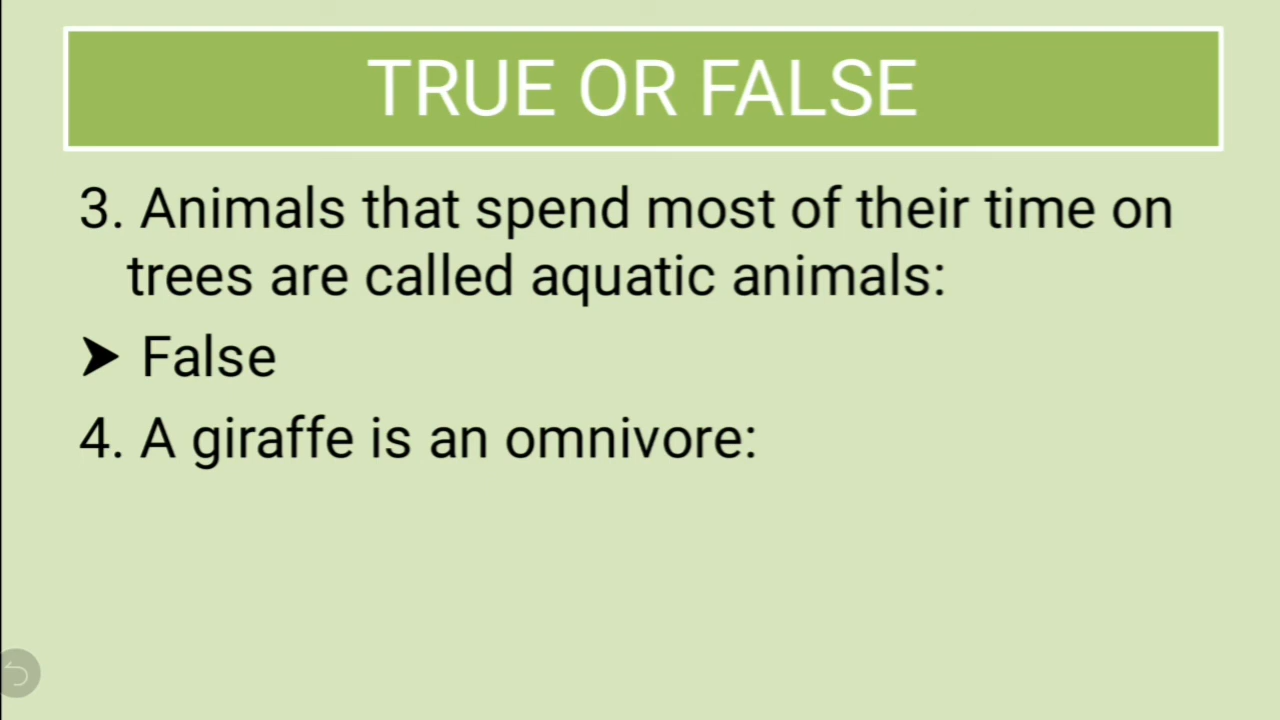 TRUE OR FALSE
3. Animals that spend most of their time on
trees are called aquatic animals:
➤ False
4. A giraffe is an omnivore: